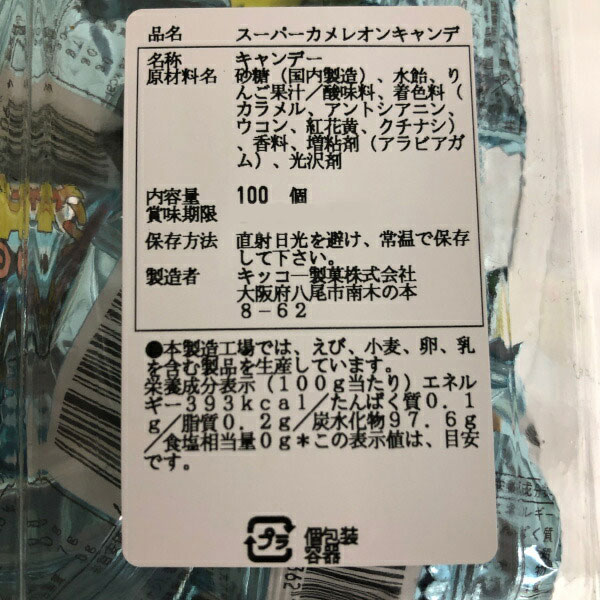 品名 スーパーカメレオンキャンデ
名称 キャンデー
原材料名 砂糖（国内製造）、水飴、り
んご果汁／酸味料、着色料（
カラメル、アントシアニン、
ウコン、紅花黄、クチナシ）
、香料、増粘剤（アラビアガ
ム）、光沢剤
内容量 100 個
賞味期限
保存方法 直射日光を避け、常温で保存
して下さい。
製造者 キッコー製菓株式会社
大阪府八尾市南木の本
８－６２
●本製造工場では、えび、小麦、卵、乳
を含む製品を生産しています。
栄養成分表示（１００ｇ当たり）エネル
ギー３９３ｋｃａｌ／たんぱく質０．１
ｇ／脂質０．２ｇ／炭水化物９７．６ｇ
／食塩相当量０ｇ＊この表示値は、目安
です。
プラ 個包装
容器